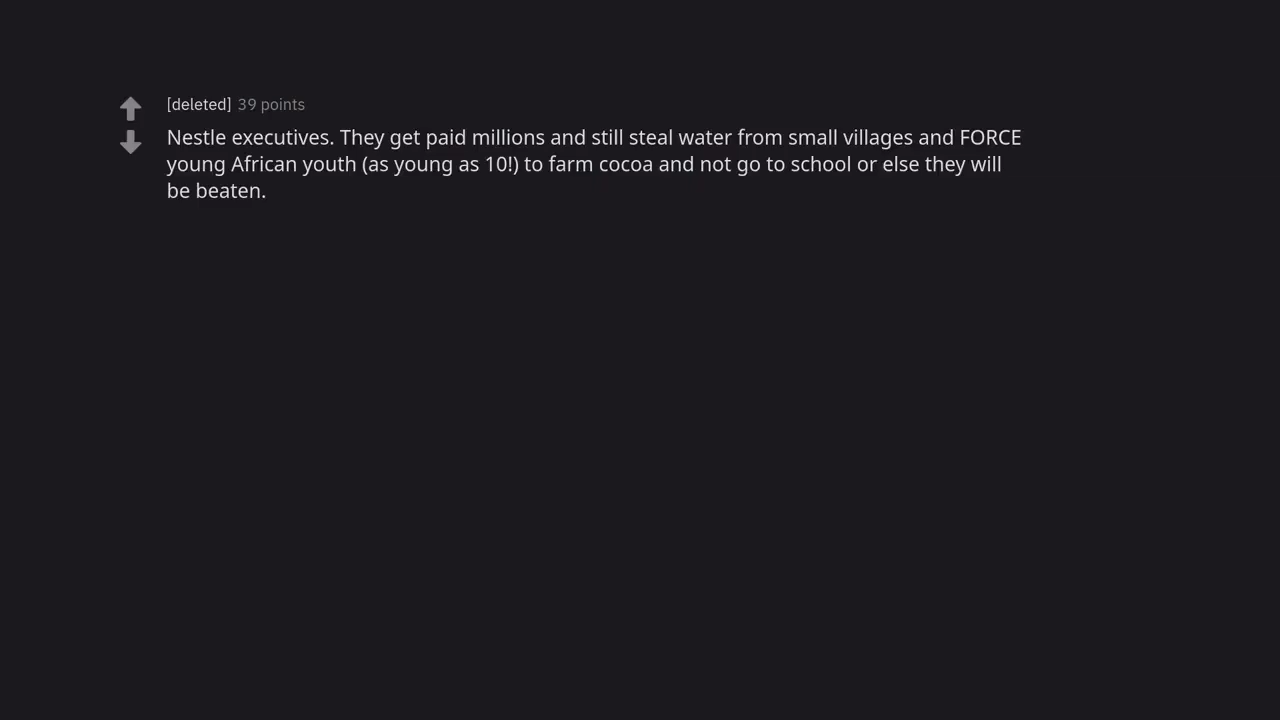 [deleted] 39 points
Nestle executives. They get paid millions and still steal water from small villages and FORCE
young African youth (as young as 10!) to farm cocoa and not go to school or else they will
be beaten.